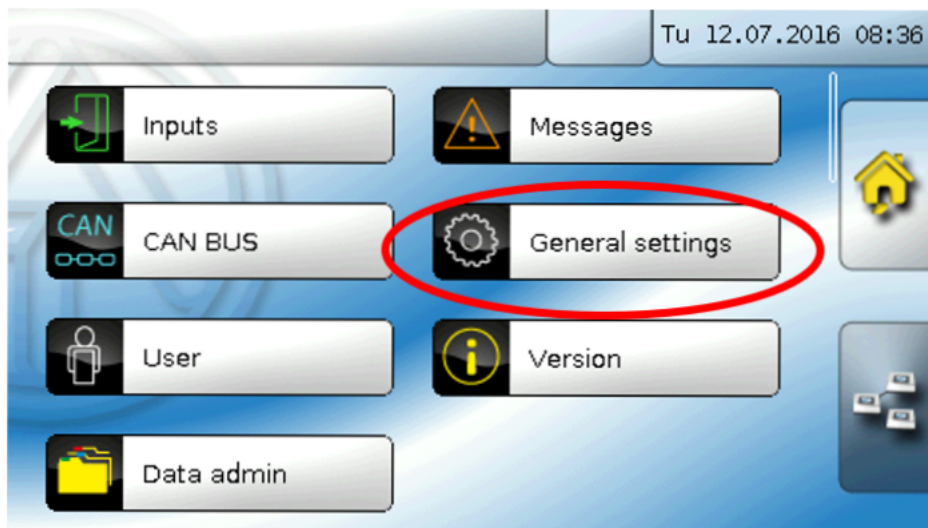 Tu 12.07.2016 08:36
Inputs
Messages
CAN
CAN BUS
General settings
User
Version
Data admin